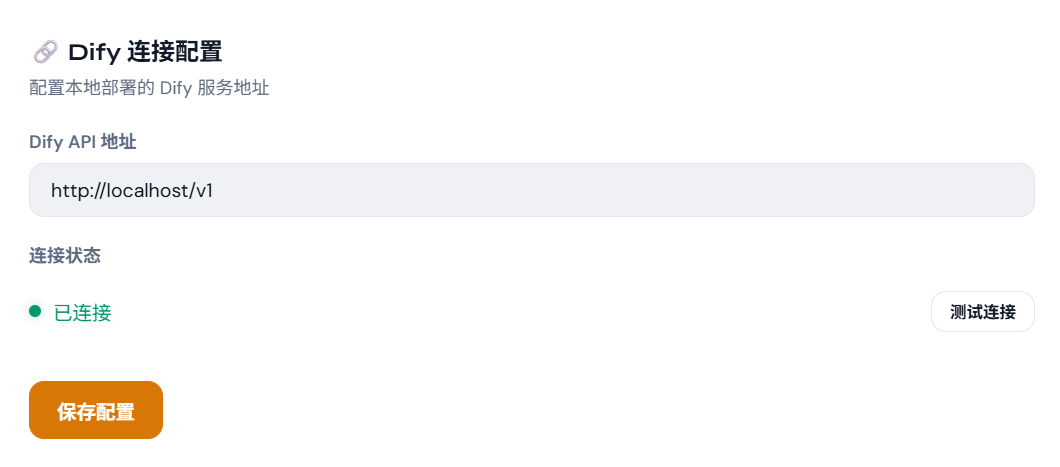 Dify 连接配置
配置本地部署的 Dify 服务地址
Dify API 地址
http://localhost/v1
连接状态
已连接
测试连接
保存配置